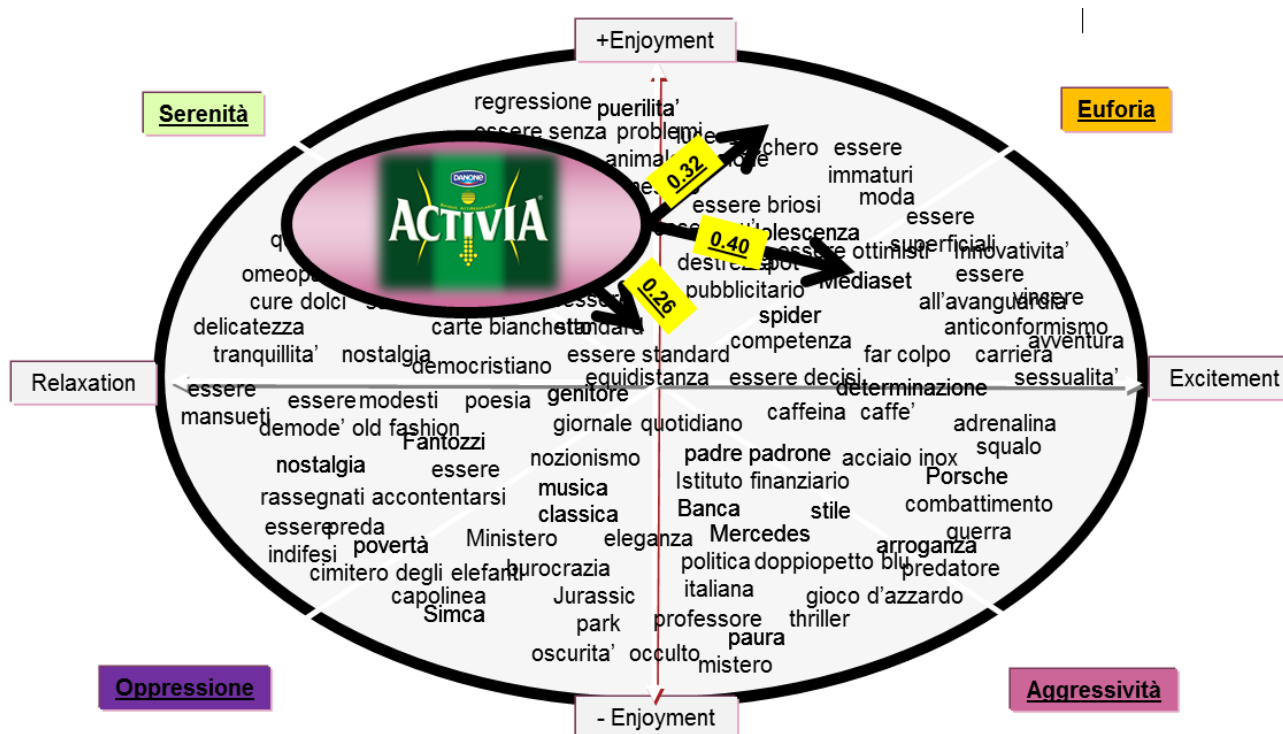 +Enjoyment
Serenità
Euforia
regressione
puerilita'
essere senza problemi
essere
immaturi
moda
0.32
essere briosi
essere
superficiali
DANONE
ACTIVIA
0.40
essere ottimisti
Innovativita'
destrezza
spot
pubblicitario
Mediaset
essere
all'avanguardia
vincere
0.26
cure dolci
delicatezza
carte bianche
standard
spider
anticonformismo
avventura
tranquillita'
nostalgia
democristiano
essere standard
competenza
far colpo
carriera
Relaxation
equidistanza
essere decisi
determinazione
sessualita'
Excitement
essere
mansueti
essere modesti
poesia
genitore
caffeina
caffe'
demode'
old fashion
giornale quotidiano
adrenalina
Fantozzi
squalo
nostalgia
essere
nozionismo
padre padrone
acciaio inox
rassegnati
accontentarsi
musica
classica
Istituto finanziario
Porsche
essere
indifesi
preda
Banca
stile
combattimento
guerra
povertà
Ministero
eleganza
Mercedes
arroganza
cimitero degli elefanti
burocrazia
politica
italiana
doppiopetto blu
predatore
capolinea
Simca
Jurassic
park
gioco d'azzardo
professore
thriller
paura
oscurita'
occulto
mistero
Oppressione
Aggressività
- Enjoyment